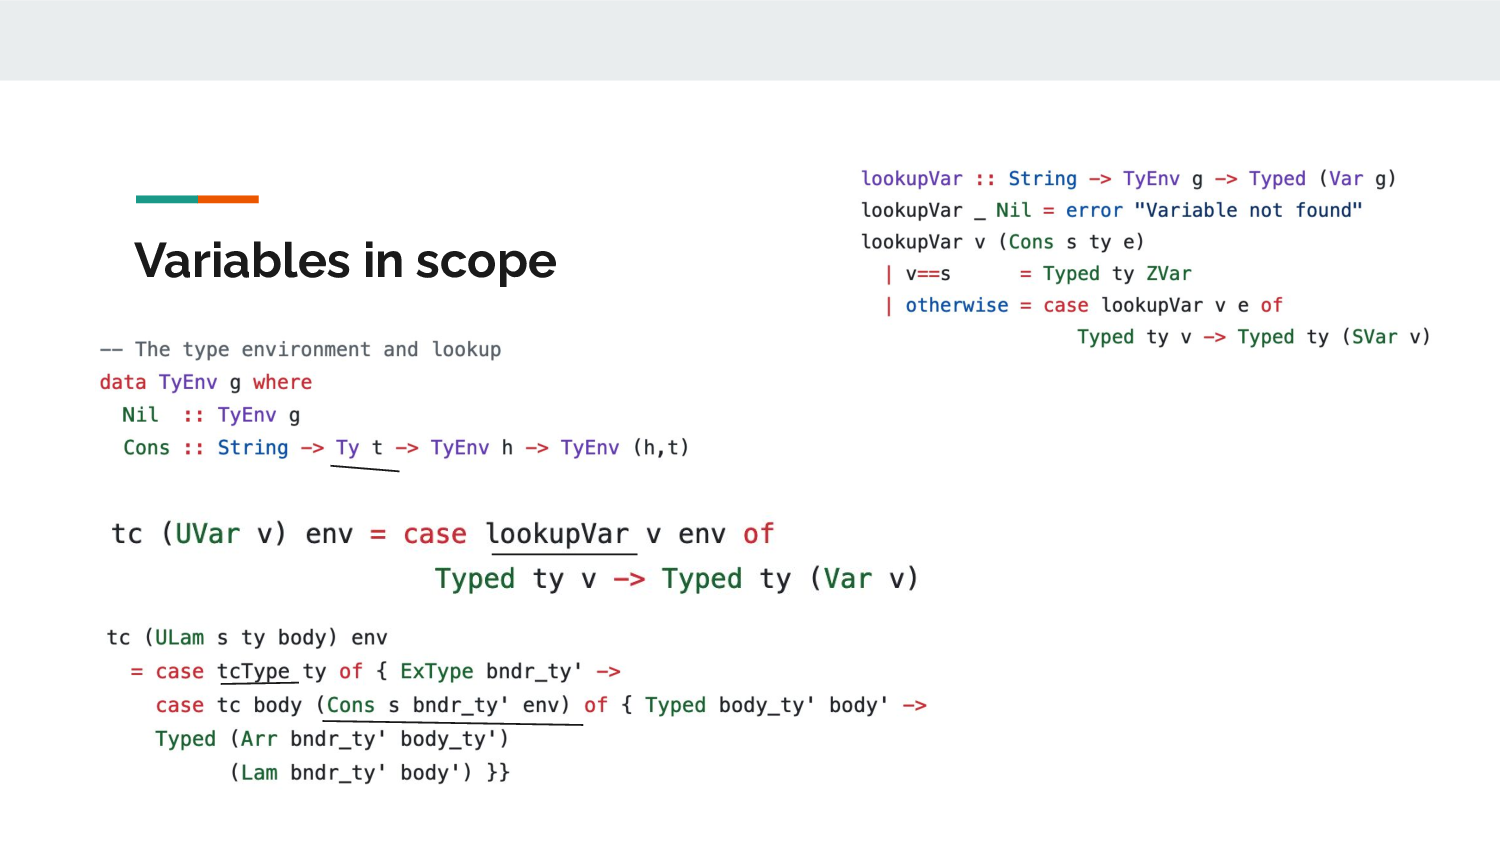 Variables in scope
-- The type environment and lookup
data TyEnv g where
  Nil  :: TyEnv g
  Cons :: String -> Ty t -> TyEnv h -> TyEnv (h,t)
lookupVar :: String -> TyEnv g -> Typed (Var g)
lookupVar _ Nil = error "Variable not found"
lookupVar v (Cons s ty e)
  | v==s      = Typed ty ZVar
  | otherwise = case lookupVar v e of
                   Typed ty v -> Typed ty (SVar v)
tc (UVar v) env = case lookupVar v env of
                    Typed ty v -> Typed ty (Var v)
tc (ULam s ty body) env
  = case tcType ty of { ExType bndr_ty' ->
    case tc body (Cons s bndr_ty' env) of { Typed body_ty' body' ->
    Typed (Arr bndr_ty' body_ty')
          (Lam bndr_ty' body') }}